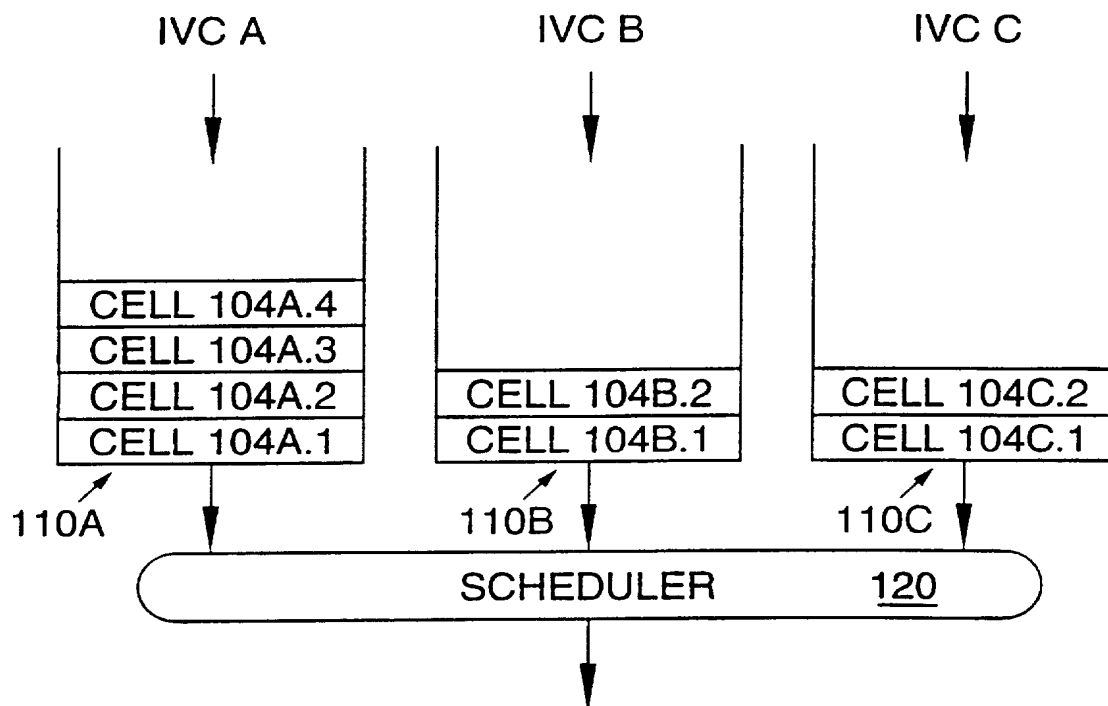 IVC A
IVC B
IVC C
CELL 104A.4
CELL 104A.3
CELL 104A.2
CELL 104A.1
CELL 104B.2
CELL 104B.1
CELL 104C.2
CELL 104C.1
110A
110B
110C
SCHEDULER 120